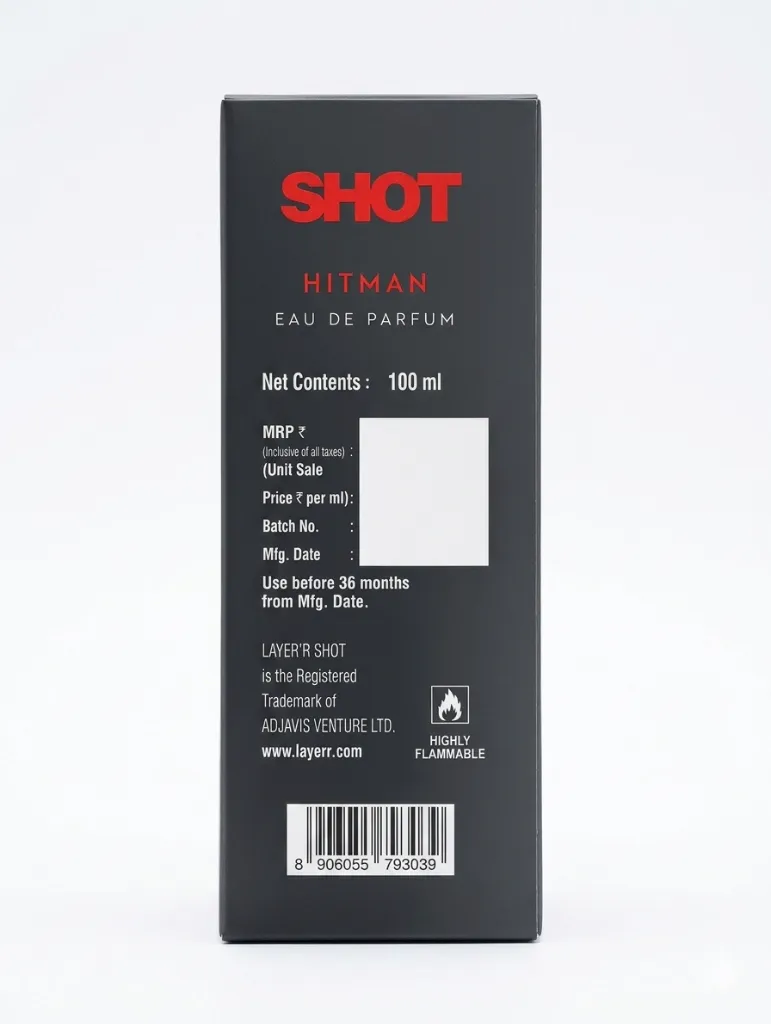 SHOT
HITMAN
EAU DE PARFUM
Net Contents : 100 ml
MRP ₹
(Inclusive of all taxes) :
(Unit Sale
Price ₹ per ml):
Batch No. :
Mfg. Date :
Use before 36 months
from Mfg. Date.
LAYER'R SHOT
is the Registered
Trademark of
ADJAVIS VENTURE LTD.
www.layerr.com
HIGHLY
FLAMMABLE
8 906055 793039